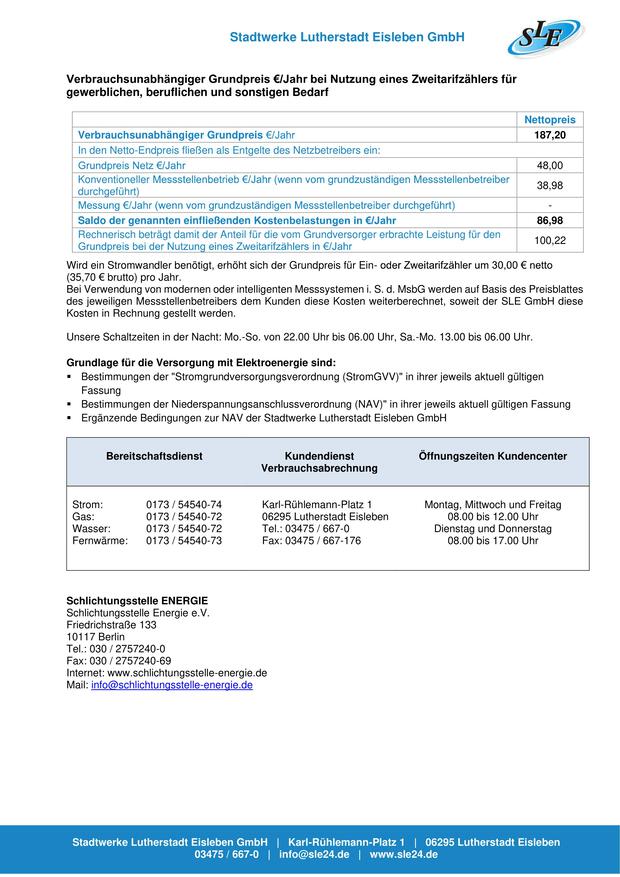 Stadtwerke Lutherstadt Eisleben GmbH
SLE
Verbrauchsunabhängiger Grundpreis €/Jahr bei Nutzung eines Zweitarifzählers für
gewerblichen, beruflichen und sonstigen Bedarf
Nettopreis
Verbrauchsunabhängiger Grundpreis €/Jahr 187,20
In den Netto-Endpreis fließen als Entgelte des Netzbetreibers ein:
Grundpreis Netz €/Jahr 48,00
Konventioneller Messstellenbetrieb €/Jahr (wenn vom grundzuständigen Messstellenbetreiber
durchgeführt) 38,98
Messung €/Jahr (wenn vom grundzuständigen Messstellenbetreiber durchgeführt) -
Saldo der genannten einfließenden Kostenbelastungen in €/Jahr 86,98
Rechnerisch beträgt damit der Anteil für die vom Grundversorger erbrachte Leistung für den
Grundpreis bei der Nutzung eines Zweitarifzählers in €/Jahr 100,22
Wird ein Stromwandler benötigt, erhöht sich der Grundpreis für Ein- oder Zweitarifzähler um 30,00 € netto
(35,70 € brutto) pro Jahr.
Bei Verwendung von modernen oder intelligenten Messsystemen i. S. d. MsbG werden auf Basis des Preisblattes
des jeweiligen Messstellenbetreibers dem Kunden diese Kosten weiterberechnet, soweit der SLE GmbH diese
Kosten in Rechnung gestellt werden.
Unsere Schaltzeiten in der Nacht: Mo.-So. von 22.00 Uhr bis 06.00 Uhr, Sa.-Mo. 13.00 bis 06.00 Uhr.
Grundlage für die Versorgung mit Elektroenergie sind:
▪ Bestimmungen der "Stromgrundversorgungsverordnung (StromGVV)" in ihrer jeweils aktuell gültigen
Fassung
▪ Bestimmungen der Niederspannungsanschlussverordnung (NAV)" in ihrer jeweils aktuell gültigen Fassung
▪ Ergänzende Bedingungen zur NAV der Stadtwerke Lutherstadt Eisleben GmbH
Bereitschaftsdienst Kundendienst Öffnungszeiten Kundencenter
Verbrauchsabrechnung
Strom: 0173 / 54540-74 Karl-Rühlemann-Platz 1 Montag, Mittwoch und Freitag
Gas: 0173 / 54540-72 06295 Lutherstadt Eisleben 08.00 bis 12.00 Uhr
Wasser: 0173 / 54540-72 Tel.: 03475 / 667-0 Dienstag und Donnerstag
Fernwärme: 0173 / 54540-73 Fax: 03475 / 667-176 08.00 bis 17.00 Uhr
Schlichtungsstelle ENERGIE
Schlichtungsstelle Energie e.V.
Friedrichstraße 133
10117 Berlin
Tel.: 030 / 2757240-0
Fax: 030 / 2757240-69
Internet: www.schlichtungsstelle-energie.de
Mail: info@schlichtungsstelle-energie.de
Stadtwerke Lutherstadt Eisleben GmbH | Karl-Rühlemann-Platz 1 | 06295 Lutherstadt Eisleben
03475 / 667-0 | info@sle24.de | www.sle24.de